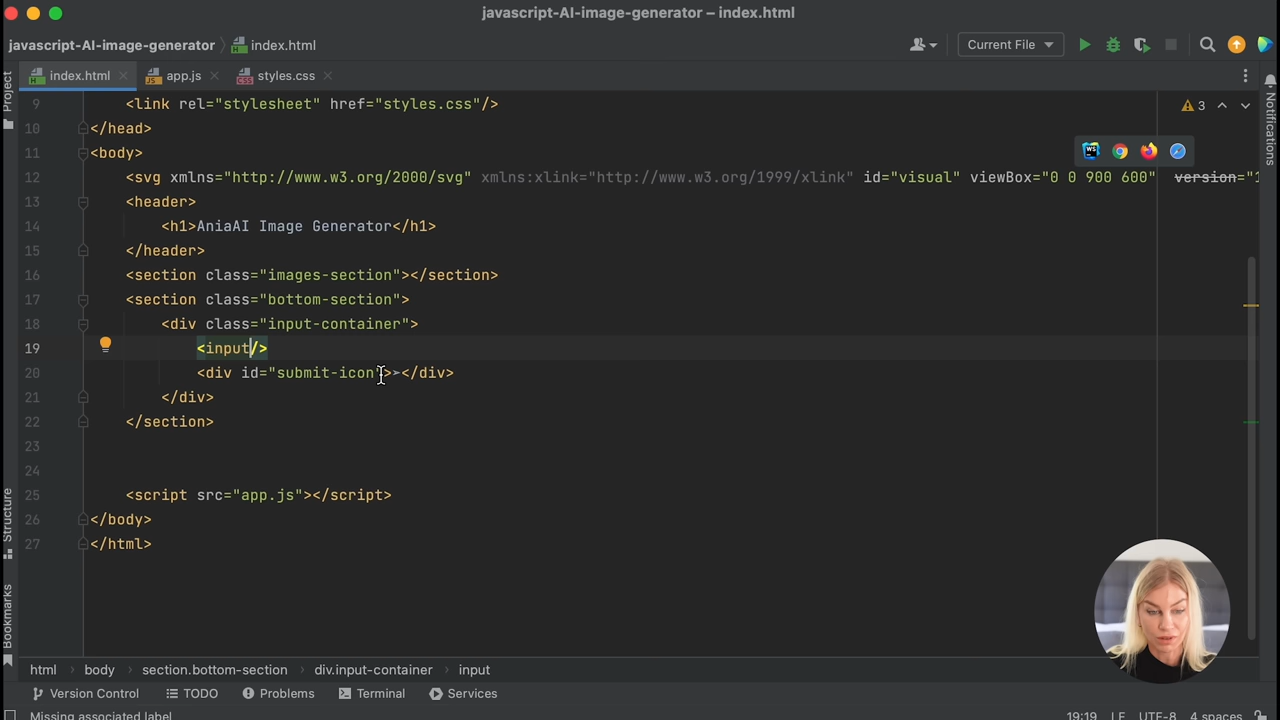 javascript-AI-image-generator – index.html
javascript-AI-image-generator
index.html
Current File
Project
index.html
app.js
styles.css
Notifications
3
9 <link rel="stylesheet" href="styles.css"/>
10 </head>
11 <body>
12 <svg xmlns="http://www.w3.org/2000/svg" xmlns:xlink="http://www.w3.org/1999/xlink" id="visual" viewBox="0 0 900 600" version="1
13 <header>
14 <h1>AniaAI Image Generator</h1>
15 </header>
16 <section class="images-section"></section>
17 <section class="bottom-section">
18 <div class="input-container">
19 <input/>
20 <div id="submit-icon">➢</div>
21 </div>
22 </section>
23
24
25 <script src="app.js"></script>
26 </body>
27 </html>
Structure
Bookmarks
html
body
section.bottom-section
div.input-container
input
Version Control
TODO
Problems
Terminal
Services
Missing associated label
19:19
LF
UTF-8
4 spaces